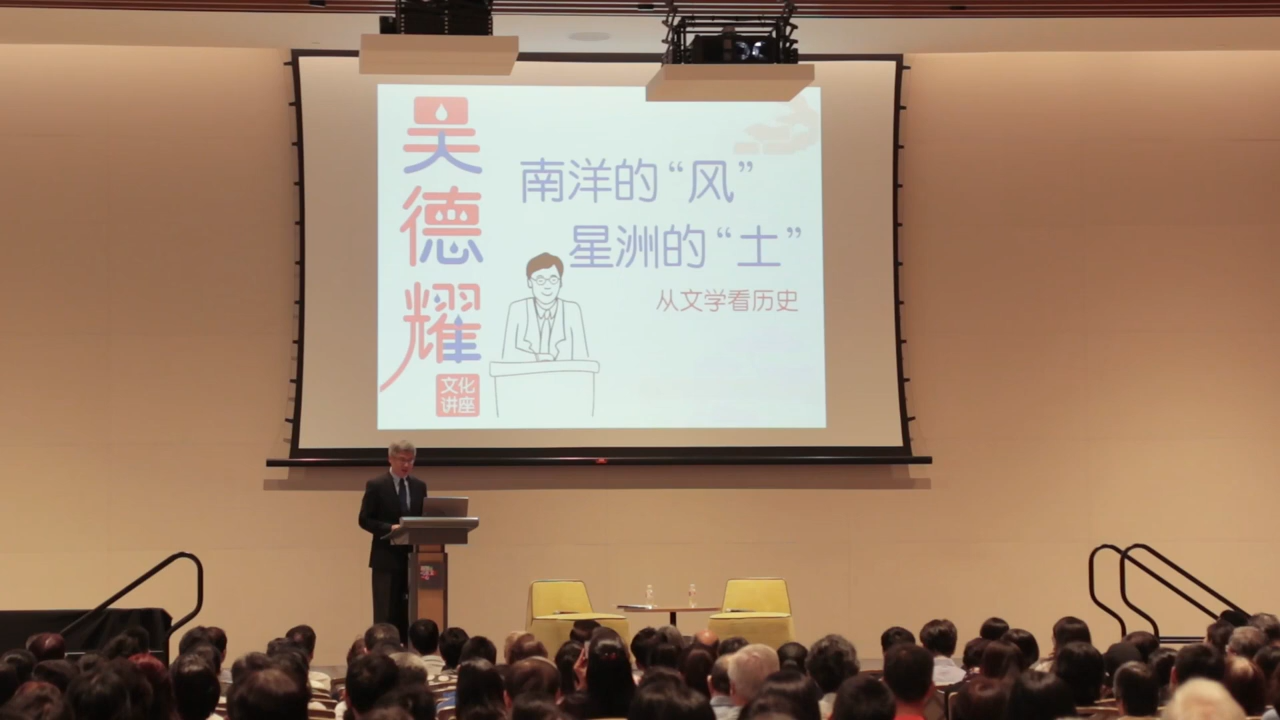 吴德耀
文化
讲座
南洋的“风”
星洲的“土”
从文学看历史